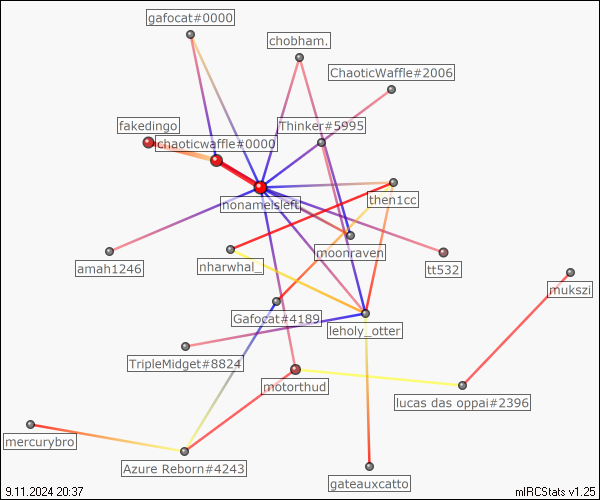 gafocat#0000
chobham.
ChaoticWaffle#2006
fakedingo
Thinker#5995
chaoticwaffle#0000
nonameisleft
then1cc
moonraven
amah1246
nharwhal_
tt532
mukszi
Gafocat#4189
leholy_otter
TripleMidget#8824
motorthud
lucas das oppai#2396
mercurybro
Azure Reborn#4243
gateauxcatto
9.11.2024 20:37
mIRCStats v1.25